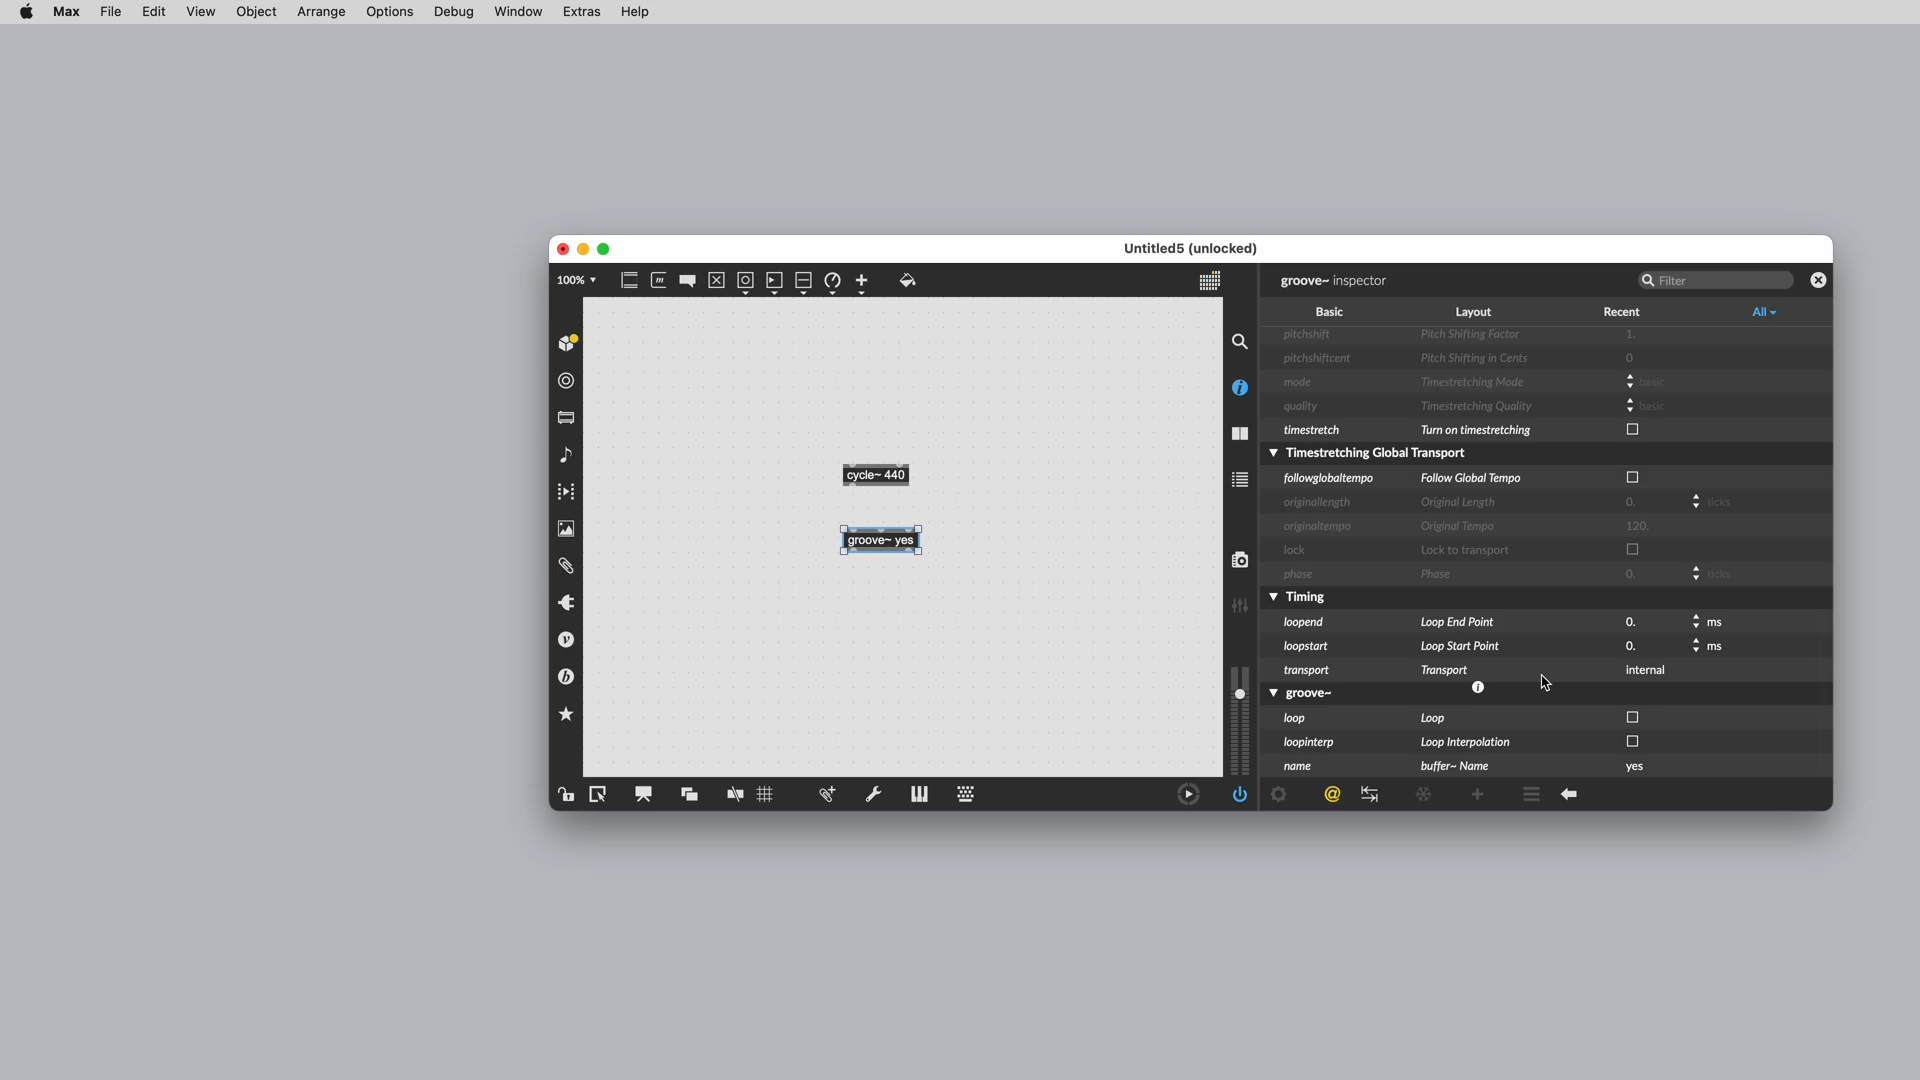 Max File Edit View Object Arrange Options Debug Window Extras Help
Untitled5 (unlocked)
100%
groove~ inspector
Filter
Basic Layout Recent All
pitchshift Pitch Shifting Factor 1.
pitchshiftcent Pitch Shifting in Cents 0
mode Timestretching Mode basic
quality Timestretching Quality basic
timestretch Turn on timestretching
Timestretching Global Transport
followglobaltempo Follow Global Tempo
originallength Original Length 0. ticks
originaltempo Original Tempo 120.
lock Lock to transport
phase Phase 0. ticks
Timing
loopend Loop End Point 0. ms
loopstart Loop Start Point 0. ms
transport Transport internal
groove~
loop Loop
loopinterp Loop Interpolation
name buffer~ Name yes
cycle~ 440
groove~ yes